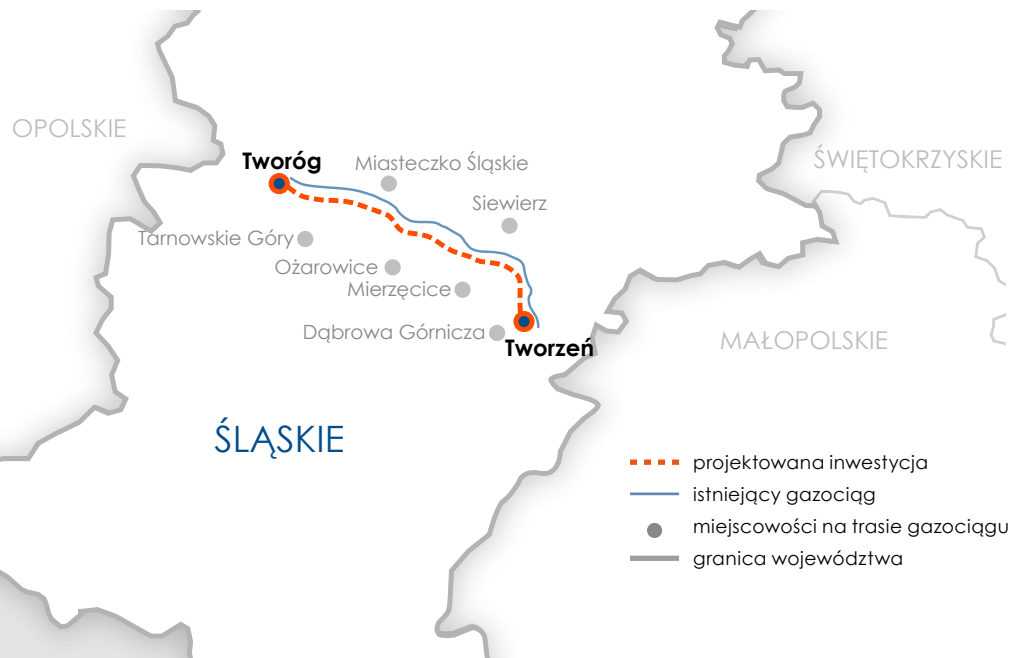 OPOLSKIE
ŚWIĘTOKRZYSKIE
Tworóg
Miasteczko Śląskie
Siewierz
Tarnowskie Góry
Ożarowice
Mierzęcice
Dąbrowa Górnicza
Tworzeń
MAŁOPOLSKIE
ŚLĄSKIE
projektowana inwestycja
istniejący gazociąg
miejscowości na trasie gazociągu
granica województwa